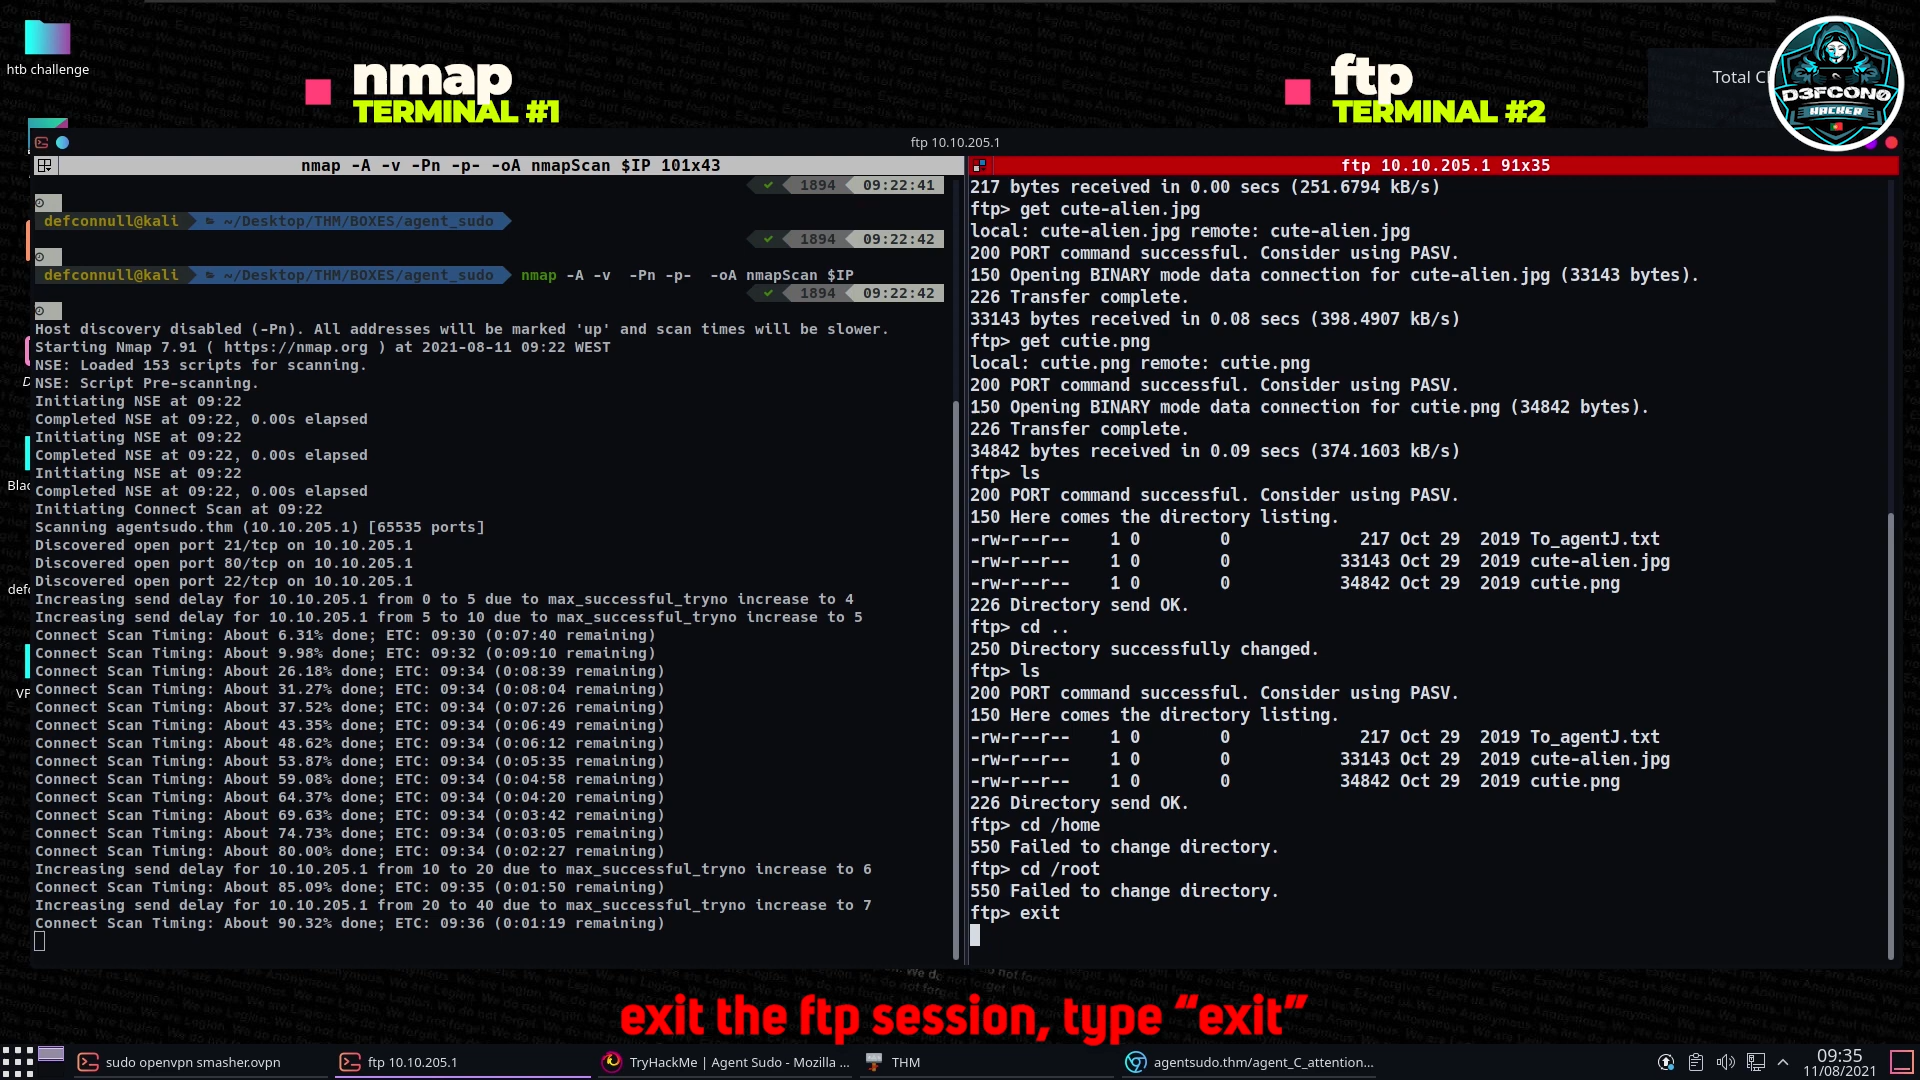 htb challenge
nmap
TERMINAL #1
ftp
TERMINAL #2
D3FCON0
HACKER
ftp 10.10.205.1
nmap -A -v -Pn -p- -oA nmapScan $IP 101x43
✔ 1894 09:22:41
defconnull@kali ~/Desktop/THM/BOXES/agent_sudo
✔ 1894 09:22:42
defconnull@kali ~/Desktop/THM/BOXES/agent_sudo nmap -A -v  -Pn -p-  -oA nmapScan $IP
✔ 1894 09:22:42
Host discovery disabled (-Pn). All addresses will be marked 'up' and scan times will be slower.
Starting Nmap 7.91 ( https://nmap.org ) at 2021-08-11 09:22 WEST
NSE: Loaded 153 scripts for scanning.
NSE: Script Pre-scanning.
Initiating NSE at 09:22
Completed NSE at 09:22, 0.00s elapsed
Initiating NSE at 09:22
Completed NSE at 09:22, 0.00s elapsed
Initiating NSE at 09:22
Completed NSE at 09:22, 0.00s elapsed
Initiating Connect Scan at 09:22
Scanning agentsudo.thm (10.10.205.1) [65535 ports]
Discovered open port 21/tcp on 10.10.205.1
Discovered open port 80/tcp on 10.10.205.1
Discovered open port 22/tcp on 10.10.205.1
Increasing send delay for 10.10.205.1 from 0 to 5 due to max_successful_tryno increase to 4
Increasing send delay for 10.10.205.1 from 5 to 10 due to max_successful_tryno increase to 5
Connect Scan Timing: About 6.31% done; ETC: 09:30 (0:07:40 remaining)
Connect Scan Timing: About 9.98% done; ETC: 09:32 (0:09:10 remaining)
Connect Scan Timing: About 26.18% done; ETC: 09:34 (0:08:39 remaining)
Connect Scan Timing: About 31.27% done; ETC: 09:34 (0:08:04 remaining)
Connect Scan Timing: About 37.52% done; ETC: 09:34 (0:07:26 remaining)
Connect Scan Timing: About 43.35% done; ETC: 09:34 (0:06:49 remaining)
Connect Scan Timing: About 48.62% done; ETC: 09:34 (0:06:12 remaining)
Connect Scan Timing: About 53.87% done; ETC: 09:34 (0:05:35 remaining)
Connect Scan Timing: About 59.08% done; ETC: 09:34 (0:04:58 remaining)
Connect Scan Timing: About 64.37% done; ETC: 09:34 (0:04:20 remaining)
Connect Scan Timing: About 69.63% done; ETC: 09:34 (0:03:42 remaining)
Connect Scan Timing: About 74.73% done; ETC: 09:34 (0:03:05 remaining)
Connect Scan Timing: About 80.00% done; ETC: 09:34 (0:02:27 remaining)
Increasing send delay for 10.10.205.1 from 10 to 20 due to max_successful_tryno increase to 6
Connect Scan Timing: About 85.09% done; ETC: 09:35 (0:01:50 remaining)
Increasing send delay for 10.10.205.1 from 20 to 40 due to max_successful_tryno increase to 7
Connect Scan Timing: About 90.32% done; ETC: 09:36 (0:01:19 remaining)
ftp 10.10.205.1 91x35
217 bytes received in 0.00 secs (251.6794 kB/s)
ftp> get cute-alien.jpg
local: cute-alien.jpg remote: cute-alien.jpg
200 PORT command successful. Consider using PASV.
150 Opening BINARY mode data connection for cute-alien.jpg (33143 bytes).
226 Transfer complete.
33143 bytes received in 0.08 secs (398.4907 kB/s)
ftp> get cutie.png
local: cutie.png remote: cutie.png
200 PORT command successful. Consider using PASV.
150 Opening BINARY mode data connection for cutie.png (34842 bytes).
226 Transfer complete.
34842 bytes received in 0.09 secs (374.1603 kB/s)
ftp> ls
200 PORT command successful. Consider using PASV.
150 Here comes the directory listing.
-rw-r--r--    1 0        0             217 Oct 29  2019 To_agentJ.txt
-rw-r--r--    1 0        0           33143 Oct 29  2019 cute-alien.jpg
-rw-r--r--    1 0        0           34842 Oct 29  2019 cutie.png
226 Directory send OK.
ftp> cd ..
250 Directory successfully changed.
ftp> ls
200 PORT command successful. Consider using PASV.
150 Here comes the directory listing.
-rw-r--r--    1 0        0             217 Oct 29  2019 To_agentJ.txt
-rw-r--r--    1 0        0           33143 Oct 29  2019 cute-alien.jpg
-rw-r--r--    1 0        0           34842 Oct 29  2019 cutie.png
226 Directory send OK.
ftp> cd /home
550 Failed to change directory.
ftp> cd /root
550 Failed to change directory.
ftp> exit
exit the ftp session, type “exit”
sudo openvpn smasher.ovpn
ftp 10.10.205.1
TryHackMe | Agent Sudo - Mozilla ...
THM
agentsudo.thm/agent_C_attention...
09:35
11/08/2021